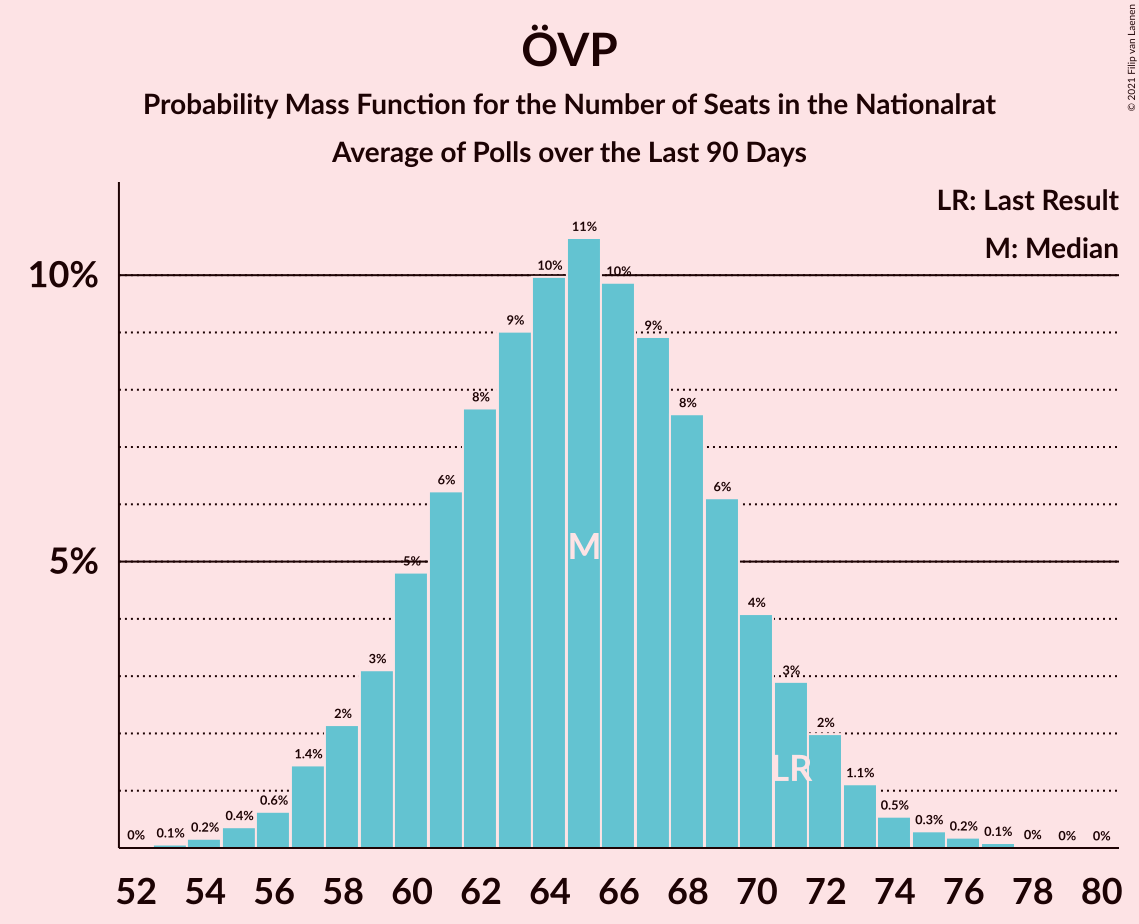 ÖVP
Probability Mass Function for the Number of Seats in the Nationalrat
Average of Polls over the Last 90 Days
© 2021 Filip van Laenen
LR: Last Result
M: Median
10%
5%
0% 0.1% 0.2% 0.4% 0.6% 1.4% 2% 3% 5% 6% 8% 9% 10% 11% 10% 9% 8% 6% 4% 3% 2% 1.1% 0.5% 0.3% 0.2% 0.1% 0% 0% 0%
M
LR
52 54 56 58 60 62 64 66 68 70 72 74 76 78 80